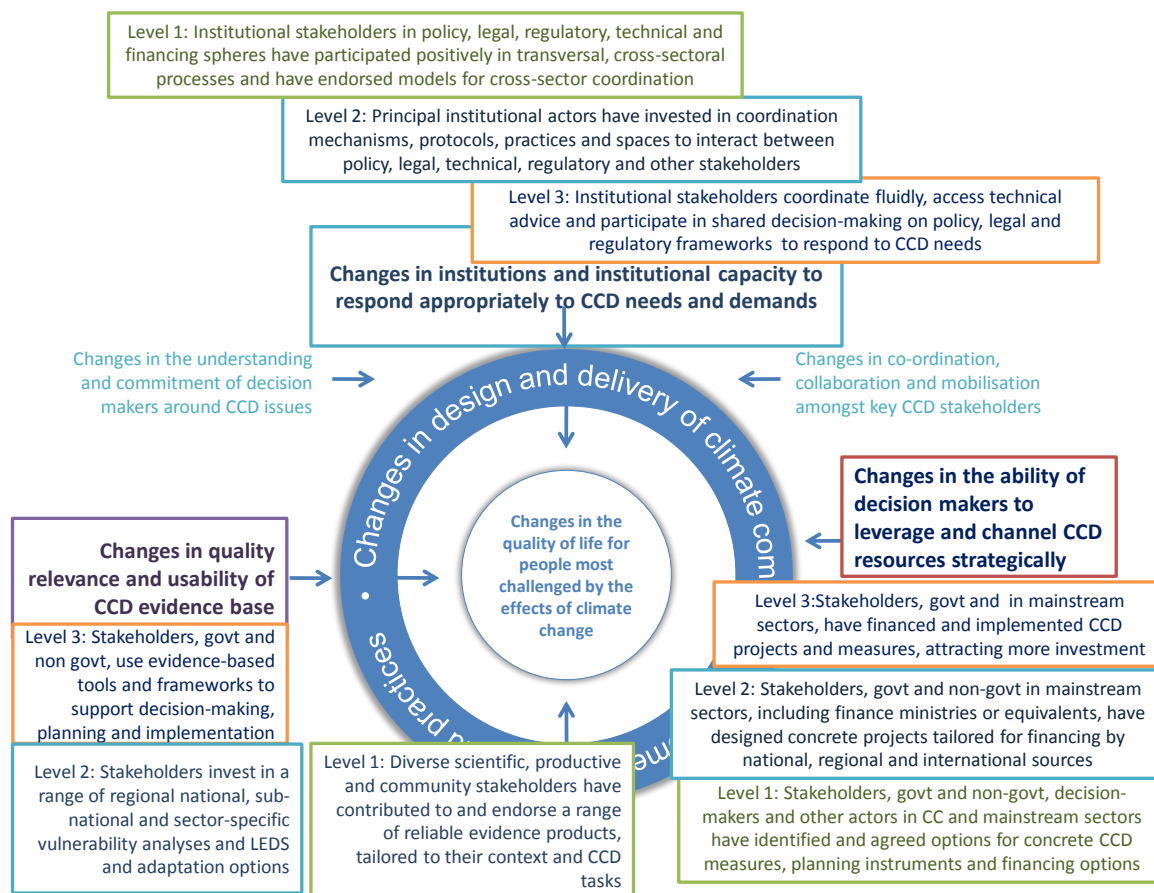 Level 1: Institutional stakeholders in policy, legal, regulatory, technical and
financing spheres have participated positively in transversal, cross-sectoral
processes and have endorsed models for cross-sector coordination
Level 2: Principal institutional actors have invested in coordination
mechanisms, protocols, practices and spaces to interact between
policy, legal, technical, regulatory and other stakeholders
Level 3: Institutional stakeholders coordinate fluidly, access technical
advice and participate in shared decision-making on policy, legal and
regulatory frameworks to respond to CCD needs
Changes in institutions and institutional capacity to
respond appropriately to CCD needs and demands
Changes in the understanding
and commitment of decision
makers around CCD issues
Changes in co-ordination,
collaboration and mobilisation
amongst key CCD stakeholders
• Changes in design and delivery of climate com
me
practices
Changes in the
quality of life for
people most
challenged by the
effects of climate
change
Changes in the ability of
decision makers to
leverage and channel CCD
resources strategically
Changes in quality
relevance and usability of
CCD evidence base
Level 3:Stakeholders, govt and in mainstream
sectors, have financed and implemented CCD
projects and measures, attracting more investment
Level 3: Stakeholders, govt and
non govt, use evidence-based
tools and frameworks to
support decision-making,
planning and implementation
Level 2: Stakeholders, govt and non-govt in mainstream
sectors, including finance ministries or equivalents, have
designed concrete projects tailored for financing by
national, regional and international sources
Level 2: Stakeholders invest in a
range of regional national, sub-
national and sector-specific
vulnerability analyses and LEDS
and adaptation options
Level 1: Diverse scientific, productive
and community stakeholders have
contributed to and endorse a range
of reliable evidence products,
tailored to their context and CCD
tasks
Level 1: Stakeholders, govt and non-govt, decision-
makers and other actors in CC and mainstream sectors
have identified and agreed options for concrete CCD
measures, planning instruments and financing options